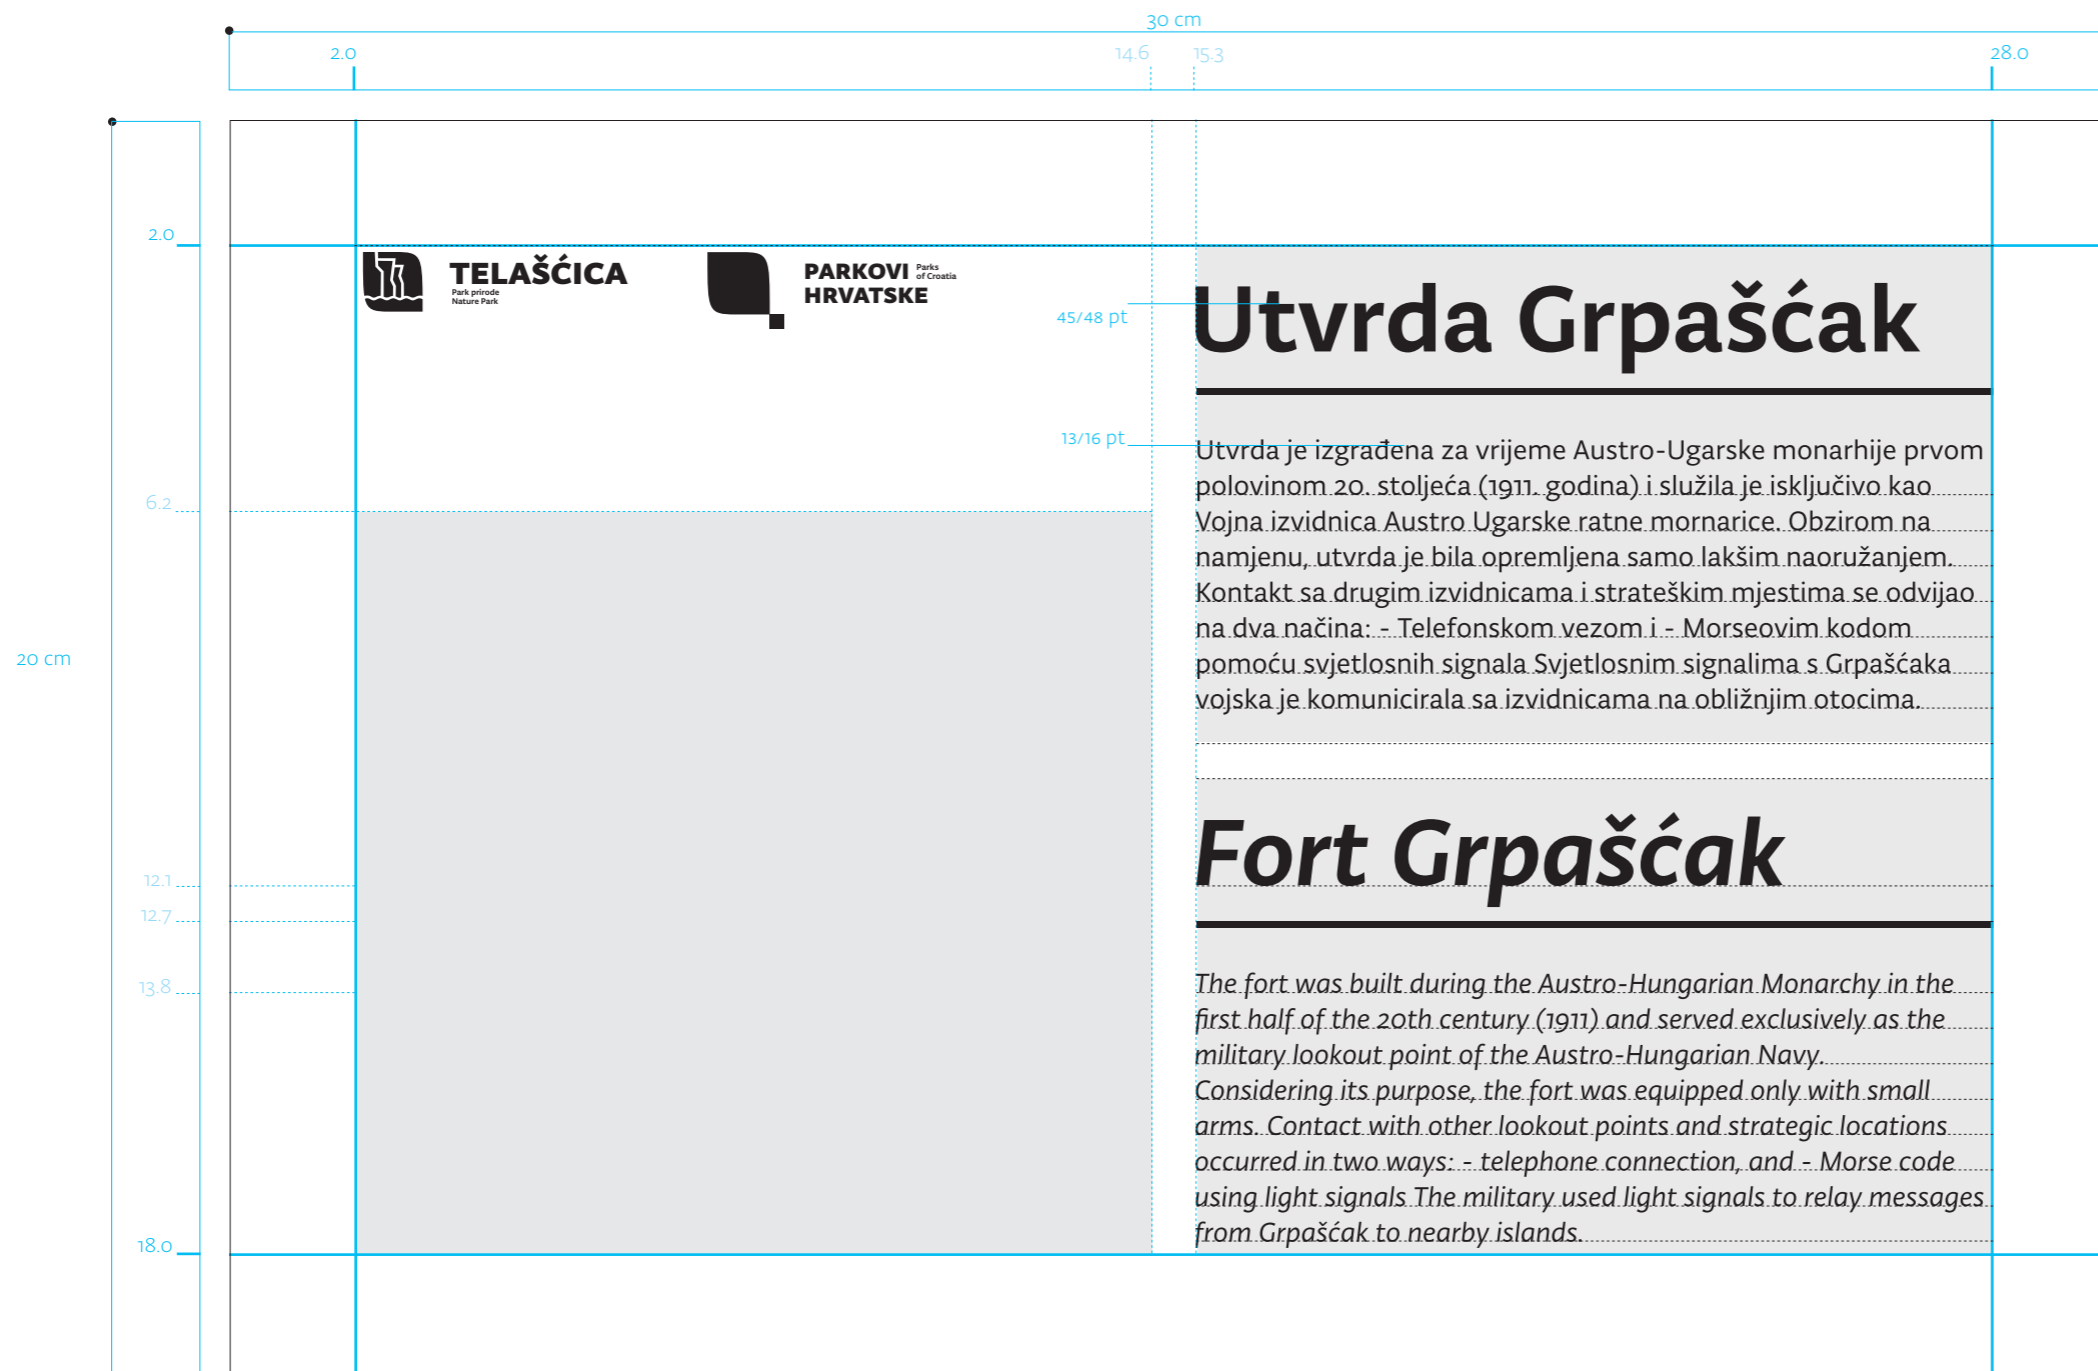 30 cm
2.0
14.6
15.3
28.0
2.0
TELAŠĆICA
Park prirode
Nature Park
PARKOVI
HRVATSKE
Parks
of Croatia
45/48 pt
Utvrda Grpašćak
13/16 pt
Utvrda je izgrađena za vrijeme Austro-Ugarske monarhije prvom
polovinom 20. stoljeća (1911. godina) i služila je isključivo kao
Vojna izvidnica Austro Ugarske ratne mornarice. Obzirom na
namjenu, utvrda je bila opremljena samo lakšim naoružanjem.
Kontakt sa drugim izvidnicama i strateškim mjestima se odvijao
na dva načina: - Telefonskom vezom i - Morseovim kodom
pomoću svjetlosnih signala Svjetlosnim signalima s Grpašćaka
vojska je komunicirala sa izvidnicama na obližnjim otocima.
6.2
20 cm
Fort Grpašćak
12.1
12.7
13.8
The fort was built during the Austro-Hungarian Monarchy in the
first half of the 20th century (1911) and served exclusively as the
military lookout point of the Austro-Hungarian Navy.
Considering its purpose, the fort was equipped only with small
arms. Contact with other lookout points and strategic locations
occurred in two ways: - telephone connection, and - Morse code
using light signals The military used light signals to relay messages
from Grpašćak to nearby islands.
18.0